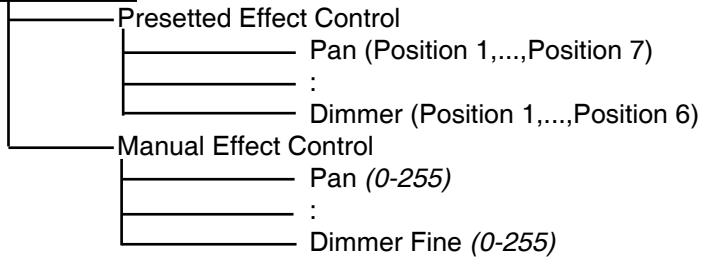 Presetted Effect Control
Pan (Position 1,...,Position 7)
:
Dimmer (Position 1,...,Position 6)
Manual Effect Control
Pan (0-255)
:
Dimmer Fine (0-255)